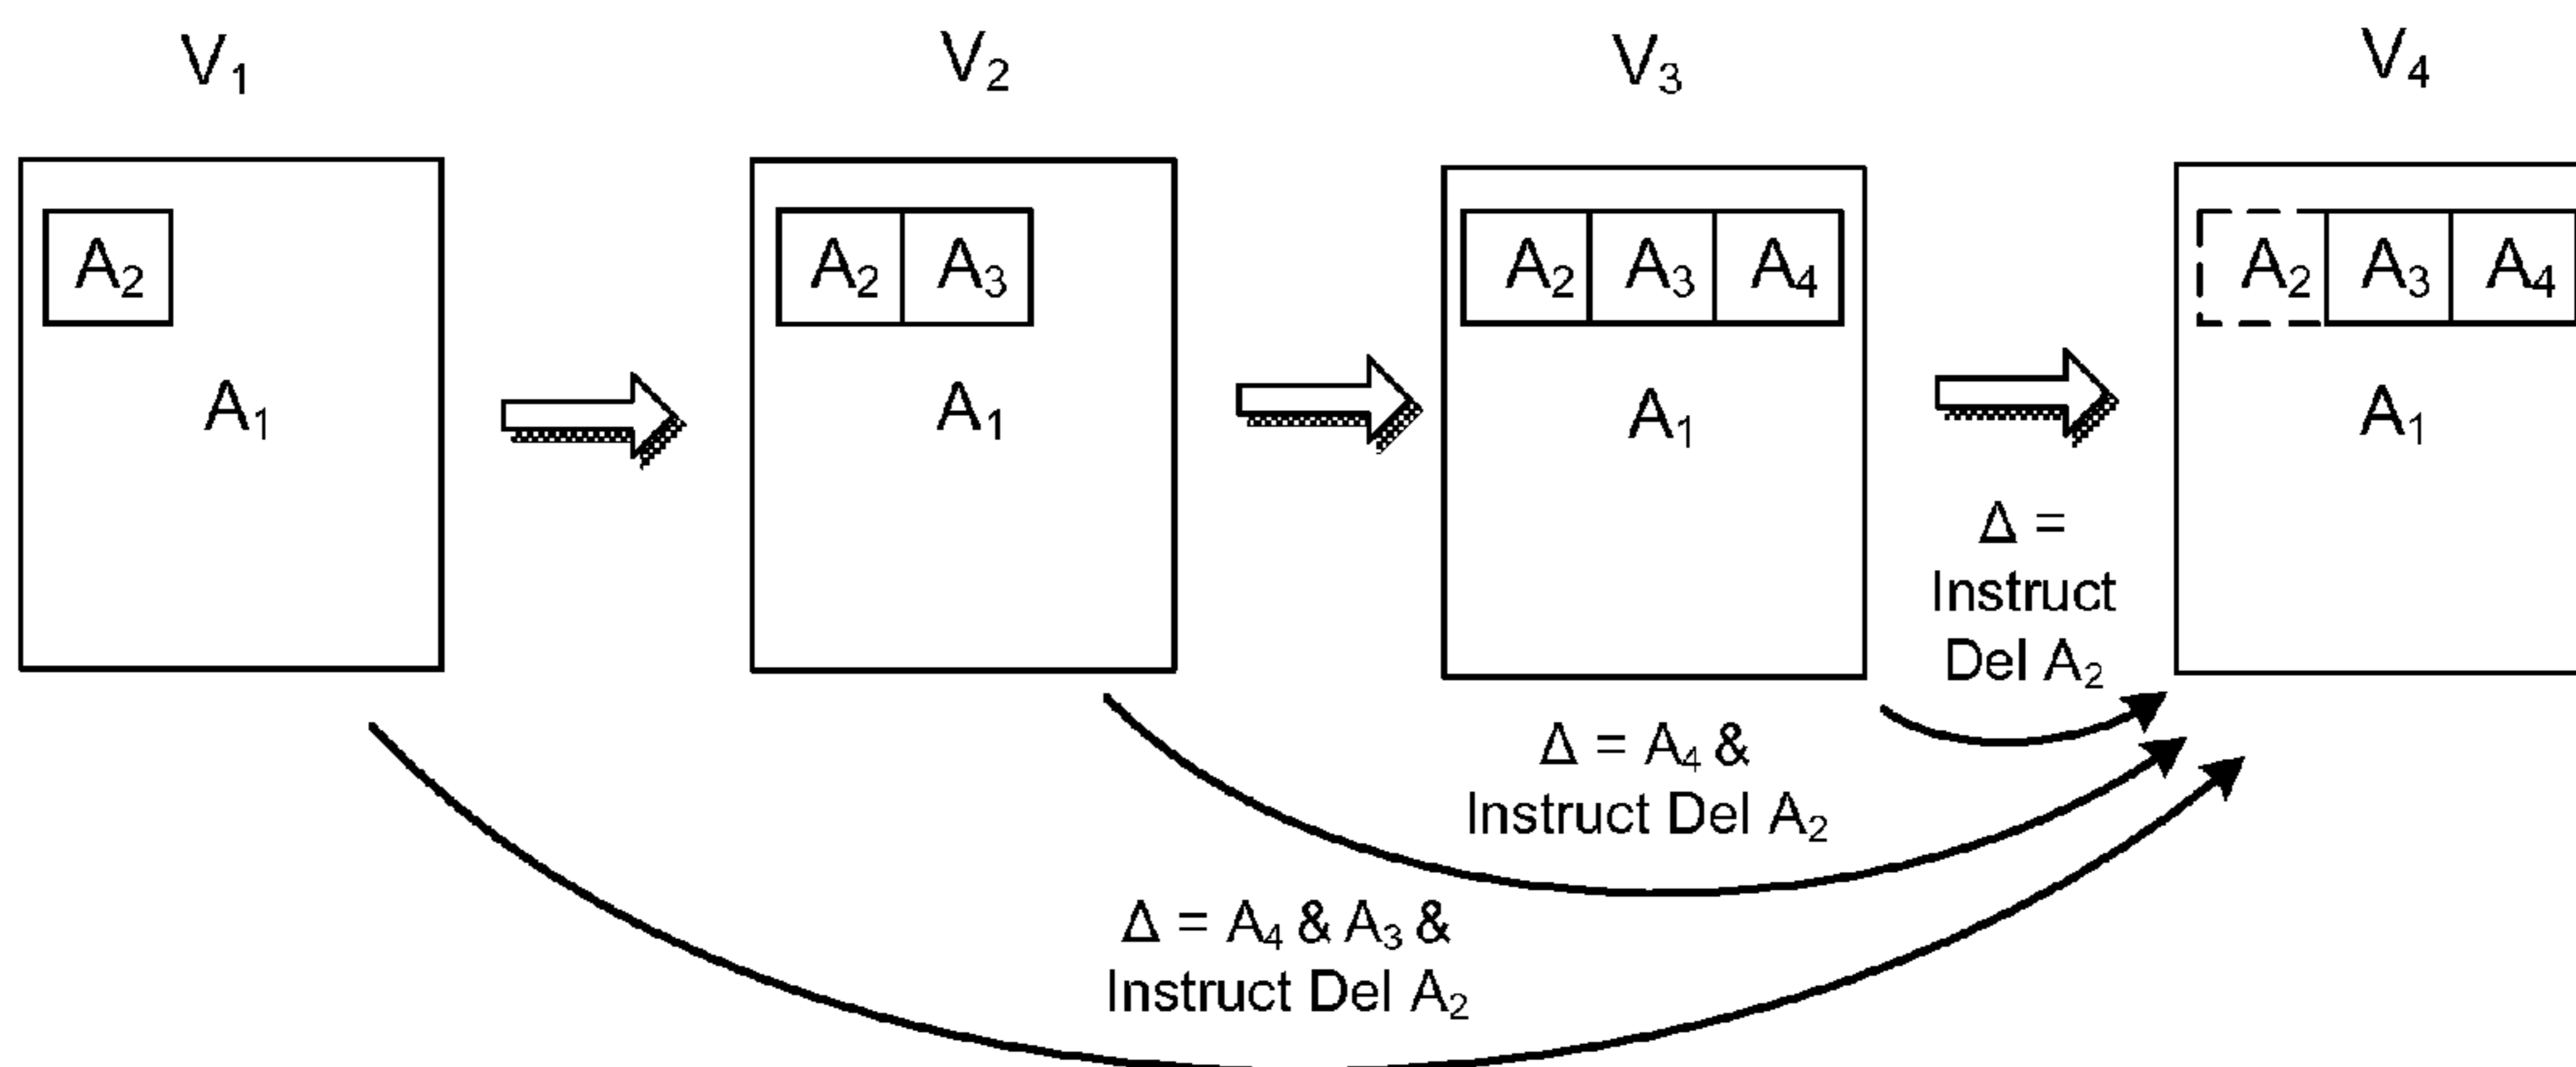 V₁
V₂
V₃
V₄
A₂
A₁
A₂ A₃
A₁
A₂ A₃ A₄
A₁
A₂ A₃ A₄
A₁
Δ =
Instruct
Del A₂
Δ = A₄ &
Instruct Del A₂
Δ = A₄ & A₃ &
Instruct Del A₂